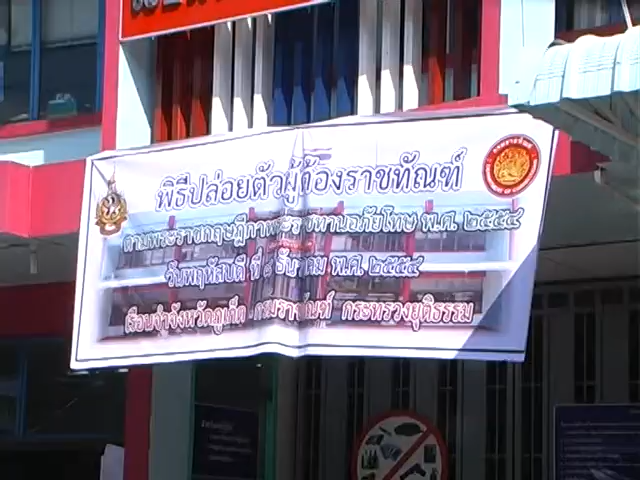 พิธีปล่อยตัวผู้ต้องราชทัณฑ์
ตามพระราชกฤษฎีกาพระราชทานอภัยโทษ พ.ศ. ๒๕๕๔
วันพฤหัสบดี ที่ ๘ ธันวาคม พ.ศ. ๒๕๕๔
เรือนจำจังหวัดภูเก็ต กรมราชทัณฑ์ กระทรวงยุติธรรม